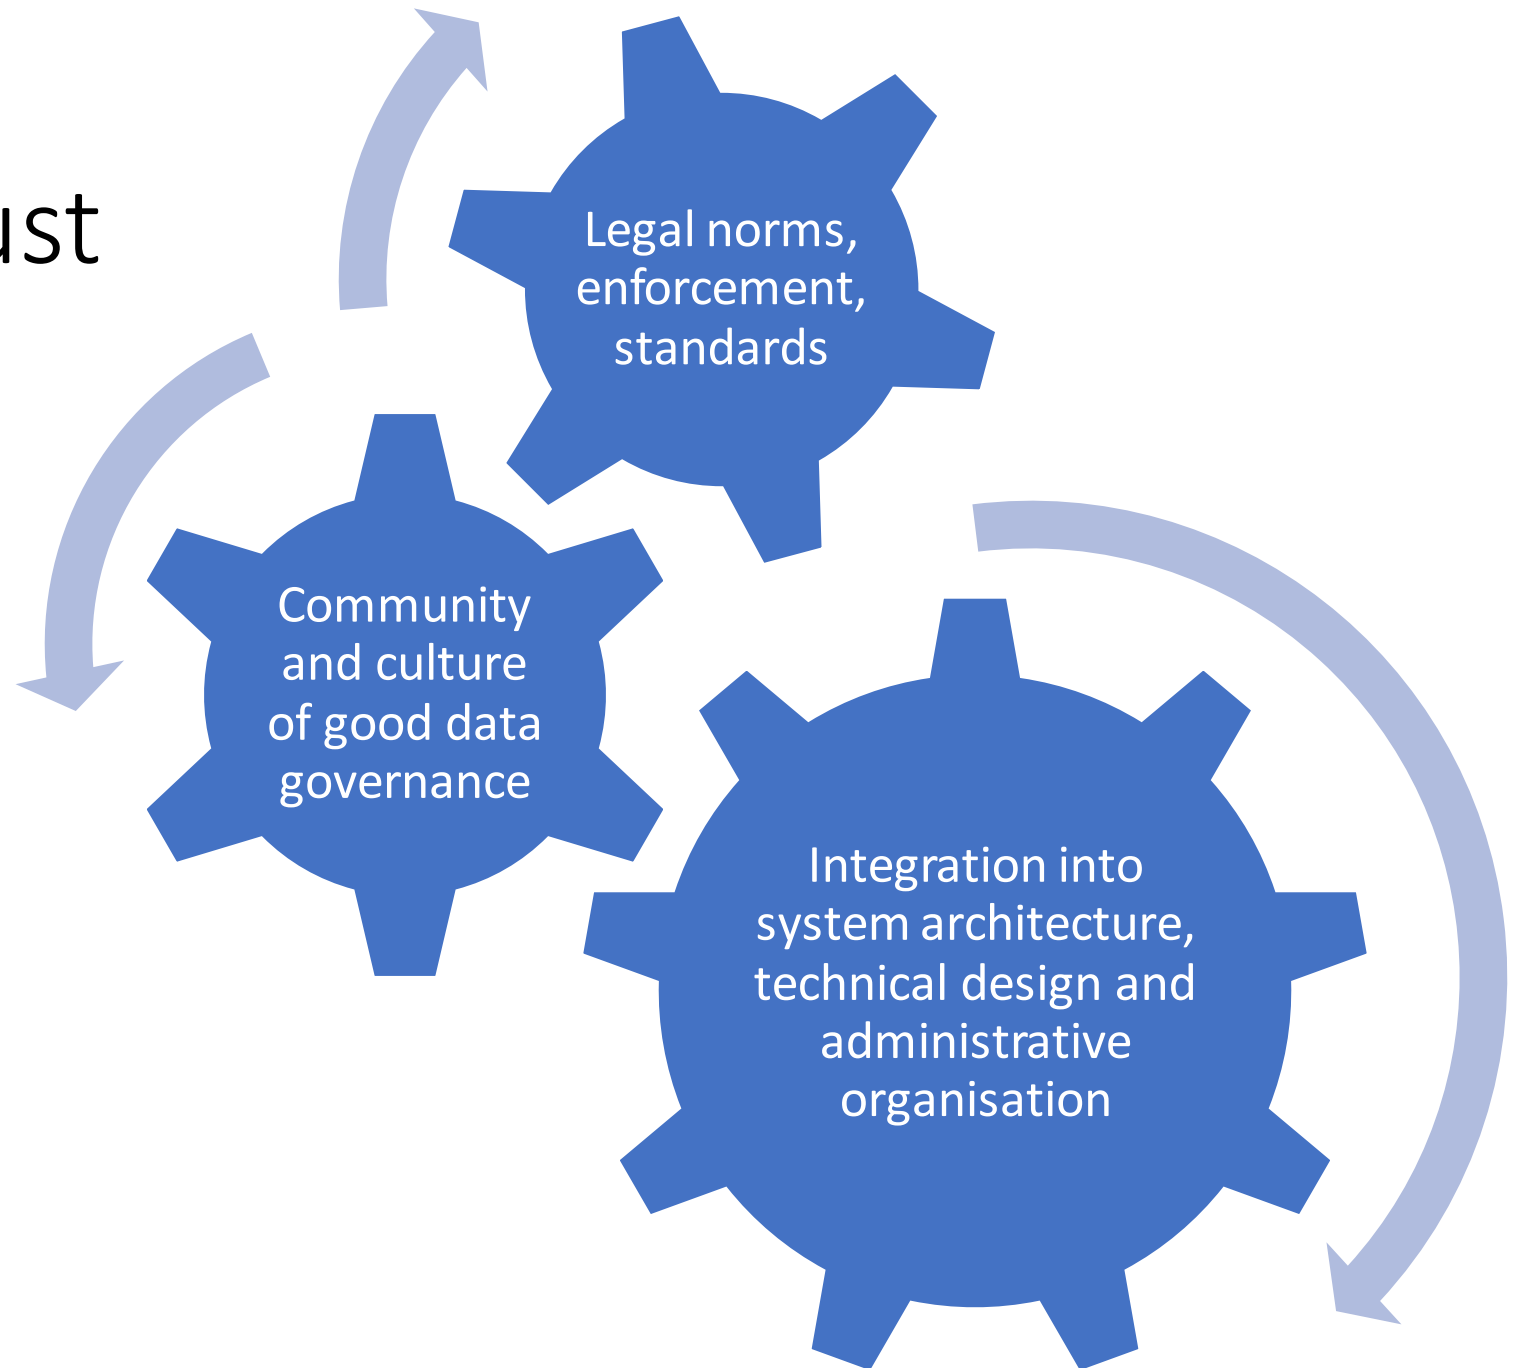 ust
Legal norms,
enforcement,
standards
Community
and culture
of good data
governance
Integration into
system architecture,
technical design and
administrative
organisation